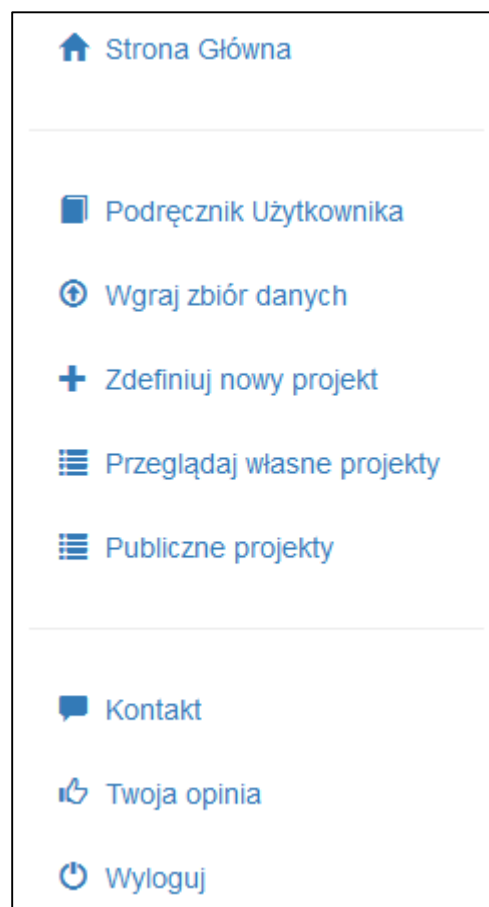 Strona Główna
Podręcznik Użytkownika
Wgraj zbiór danych
Zdefiniuj nowy projekt
Przeglądaj własne projekty
Publiczne projekty
Kontakt
Twoja opinia
Wyloguj